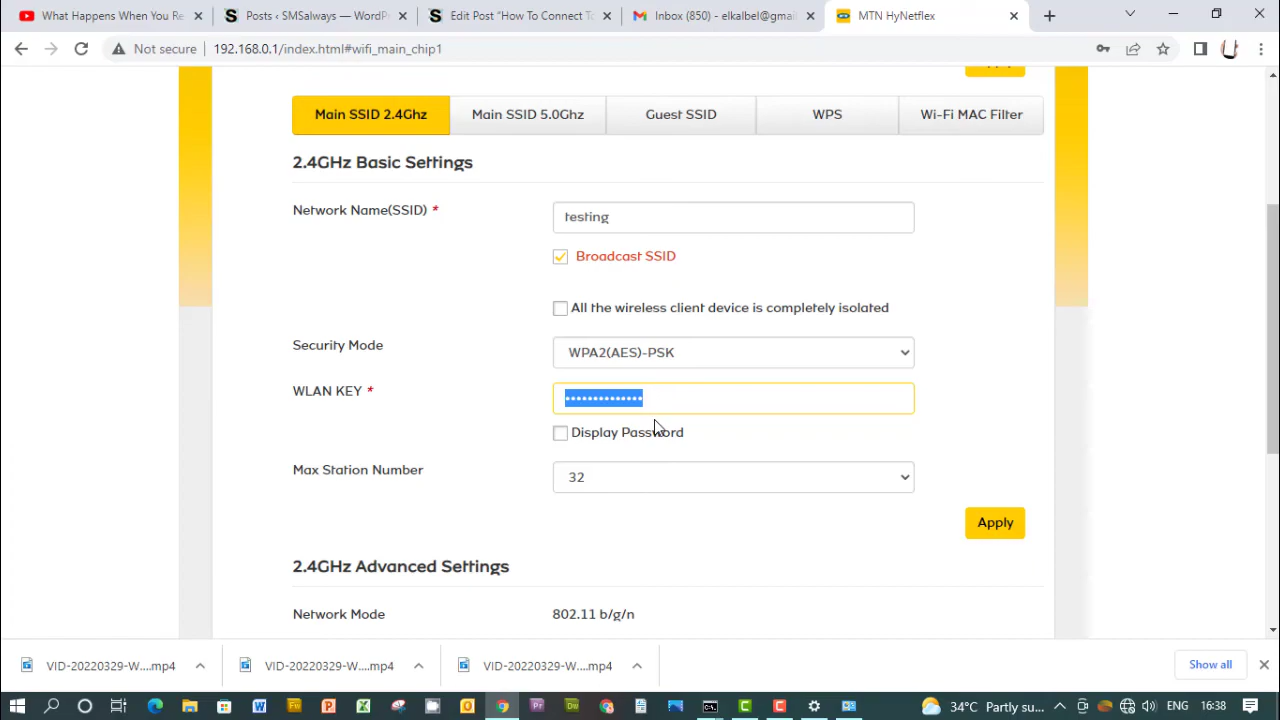 What Happens When You Re
Posts ‹ SMSalways — WordPr
Edit Post “How To Connect T
Inbox (850) - elkalbel@gmai
MTN HyNetflex
Not secure
192.168.0.1/index.html#wifi_main_chip1
Main SSID 2.4Ghz
Main SSID 5.0Ghz
Guest SSID
WPS
Wi-Fi MAC Filter
2.4GHz Basic Settings
Network Name(SSID) *
testing
Broadcast SSID
All the wireless client device is completely isolated
Security Mode
WPA2(AES)-PSK
WLAN KEY *
••••••••••••••
Display Password
Max Station Number
32
Apply
2.4GHz Advanced Settings
Network Mode
802.11 b/g/n
VID-20220329-W....mp4
VID-20220329-W....mp4
VID-20220329-W....mp4
Show all
34°C Partly su...
ENG
16:38